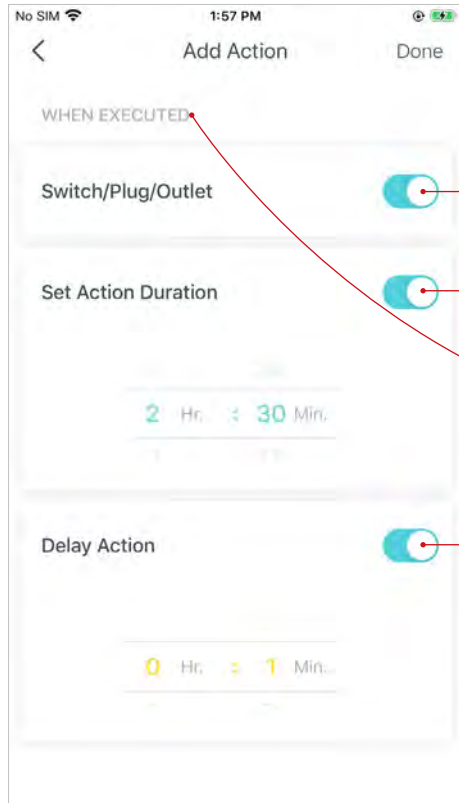 No SIM 1:57 PM
Add Action Done
WHEN EXECUTED
Switch/Plug/Outlet
Set Action Duration
2 Hr. : 30 Min.
Delay Action
0 Hr. : 1 Min.